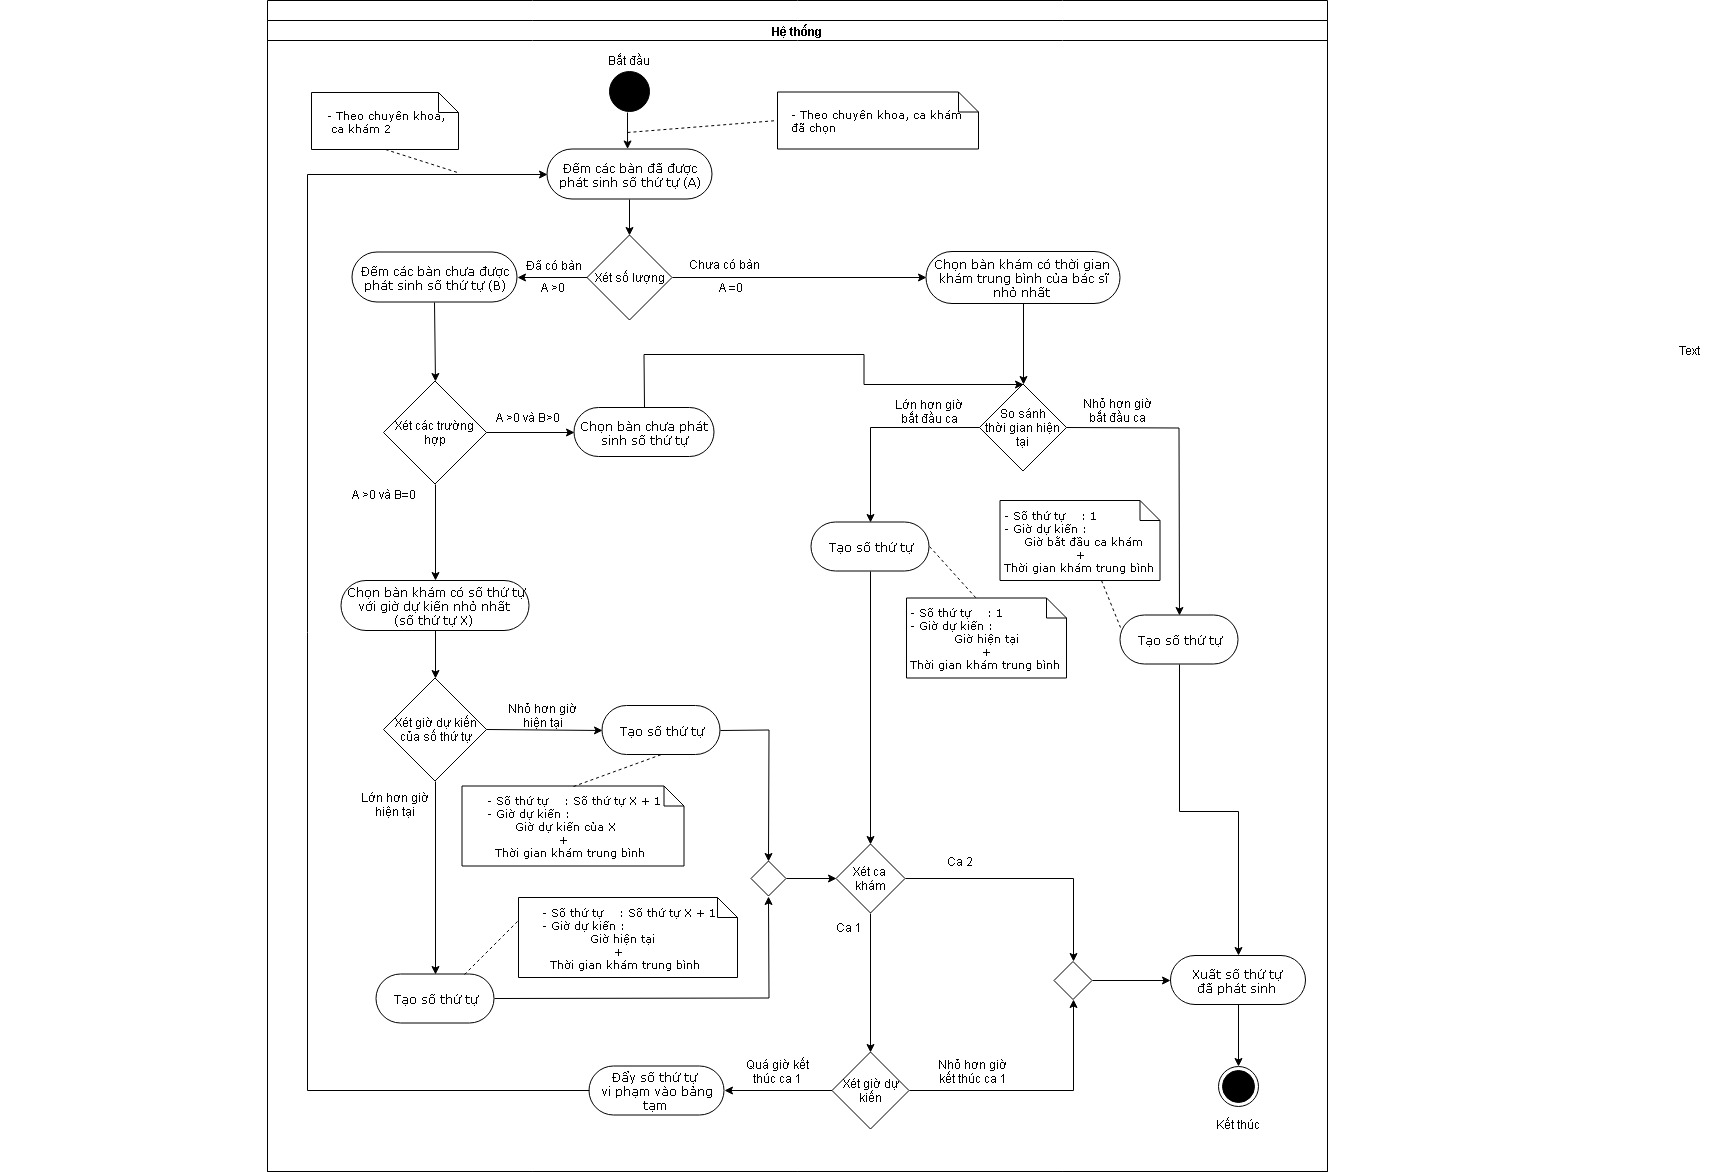 Hệ thống
Bắt đầu
- Theo chuyên khoa,
ca khám 2
- Theo chuyên khoa, ca khám
đã chọn
Đếm các bàn đã được
phát sinh số thứ tự (A)
Đếm các bàn chưa được
phát sinh số thứ tự (B)
Đã có bàn
A >0
Xét số lượng
Chưa có bàn
A =0
Chọn bàn khám có thời gian
khám trung bình của bác sĩ
nhỏ nhất
Text
Xét các trường
hợp
A >0 và B>0
Chọn bàn chưa phát
sinh số thứ tự
Lớn hơn giờ
bắt đầu ca
So sánh
thời gian hiện
tại
Nhỏ hơn giờ
bắt đầu ca
A >0 và B=0
- Số thứ tự : 1
- Giờ dự kiến :
Giờ bắt đầu ca khám
+
Thời gian khám trung bình
Tạo số thứ tự
Chọn bàn khám có số thứ tự
với giờ dự kiến nhỏ nhất
(số thứ tự X)
- Số thứ tự : 1
- Giờ dự kiến :
Giờ hiện tại
+
Thời gian khám trung bình
Tạo số thứ tự
Xét giờ dự kiến
của số thứ tự
Nhỏ hơn giờ
hiện tại
Tạo số thứ tự
Lớn hơn giờ
hiện tại
- Số thứ tự : Số thứ tự X + 1
- Giờ dự kiến :
Giờ dự kiến của X
+
Thời gian khám trung bình
Xét ca
khám
Ca 2
Ca 1
- Số thứ tự : Số thứ tự X + 1
- Giờ dự kiến :
Giờ hiện tại
+
Thời gian khám trung bình
Tạo số thứ tự
Xuất số thứ tự
đã phát sinh
Đẩy số thứ tự
vi phạm vào bảng
tạm
Quá giờ kết
thúc ca 1
Xét giờ dự
kiến
Nhỏ hơn giờ
kết thúc ca 1
Kết thúc